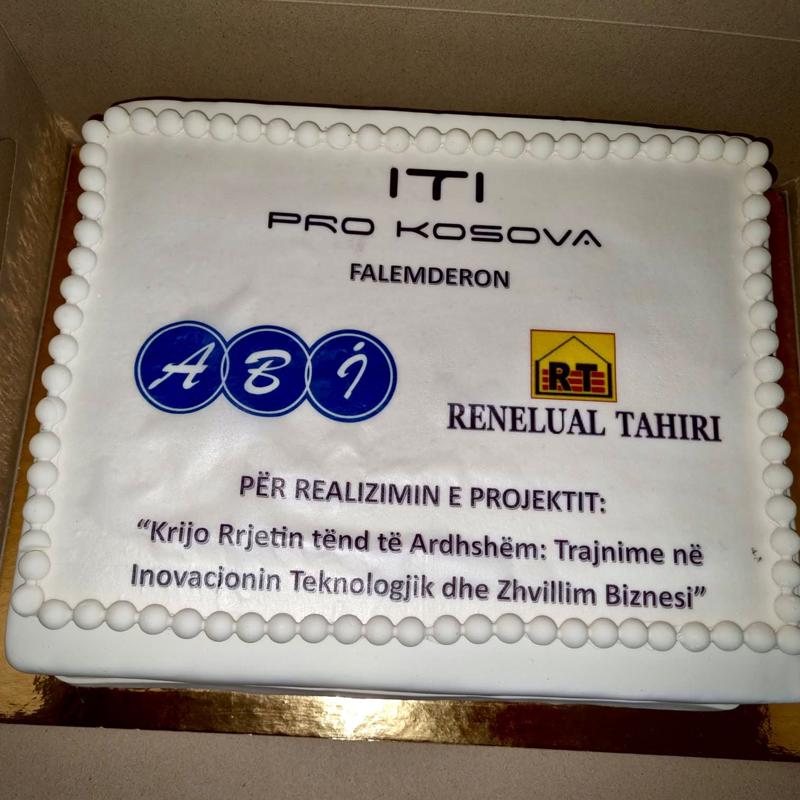 ITI
PRO KOSOVA
FALEMDERON
ABI
RT
RENELUAL TAHIRI
PËR REALIZIMIN E PROJEKTIT:
“Krijo Rrjetin tënd të Ardhshëm: Trajnime në
Inovacionin Teknologjik dhe Zhvillim Biznesi”